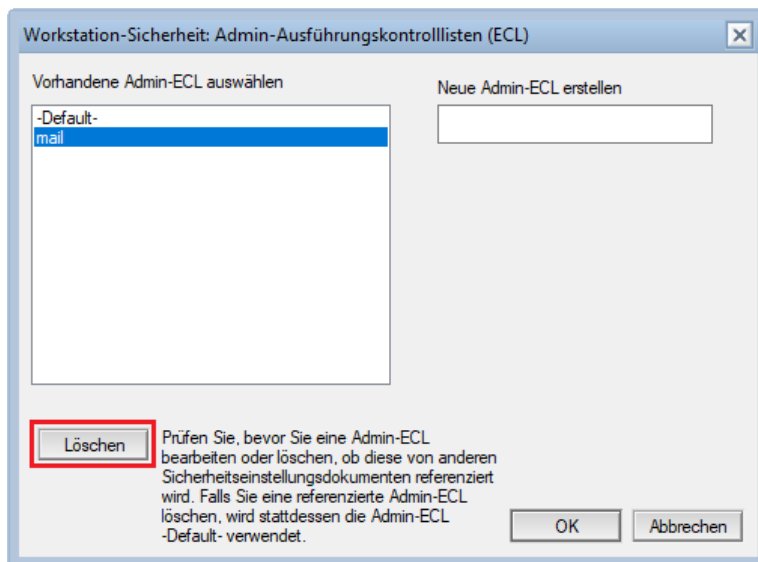 Workstation-Sicherheit: Admin-Ausführungskontrolllisten (ECL)
Vorhandene Admin-ECL auswählen
Neue Admin-ECL erstellen
-Default-
mail
Löschen
Prüfen Sie, bevor Sie eine Admin-ECL
bearbeiten oder löschen, ob diese von anderen
Sicherheitseinstellungsdokumenten referenziert
wird. Falls Sie eine referenzierte Admin-ECL
löschen, wird stattdessen die Admin-ECL
-Default- verwendet.
OK
Abbrechen